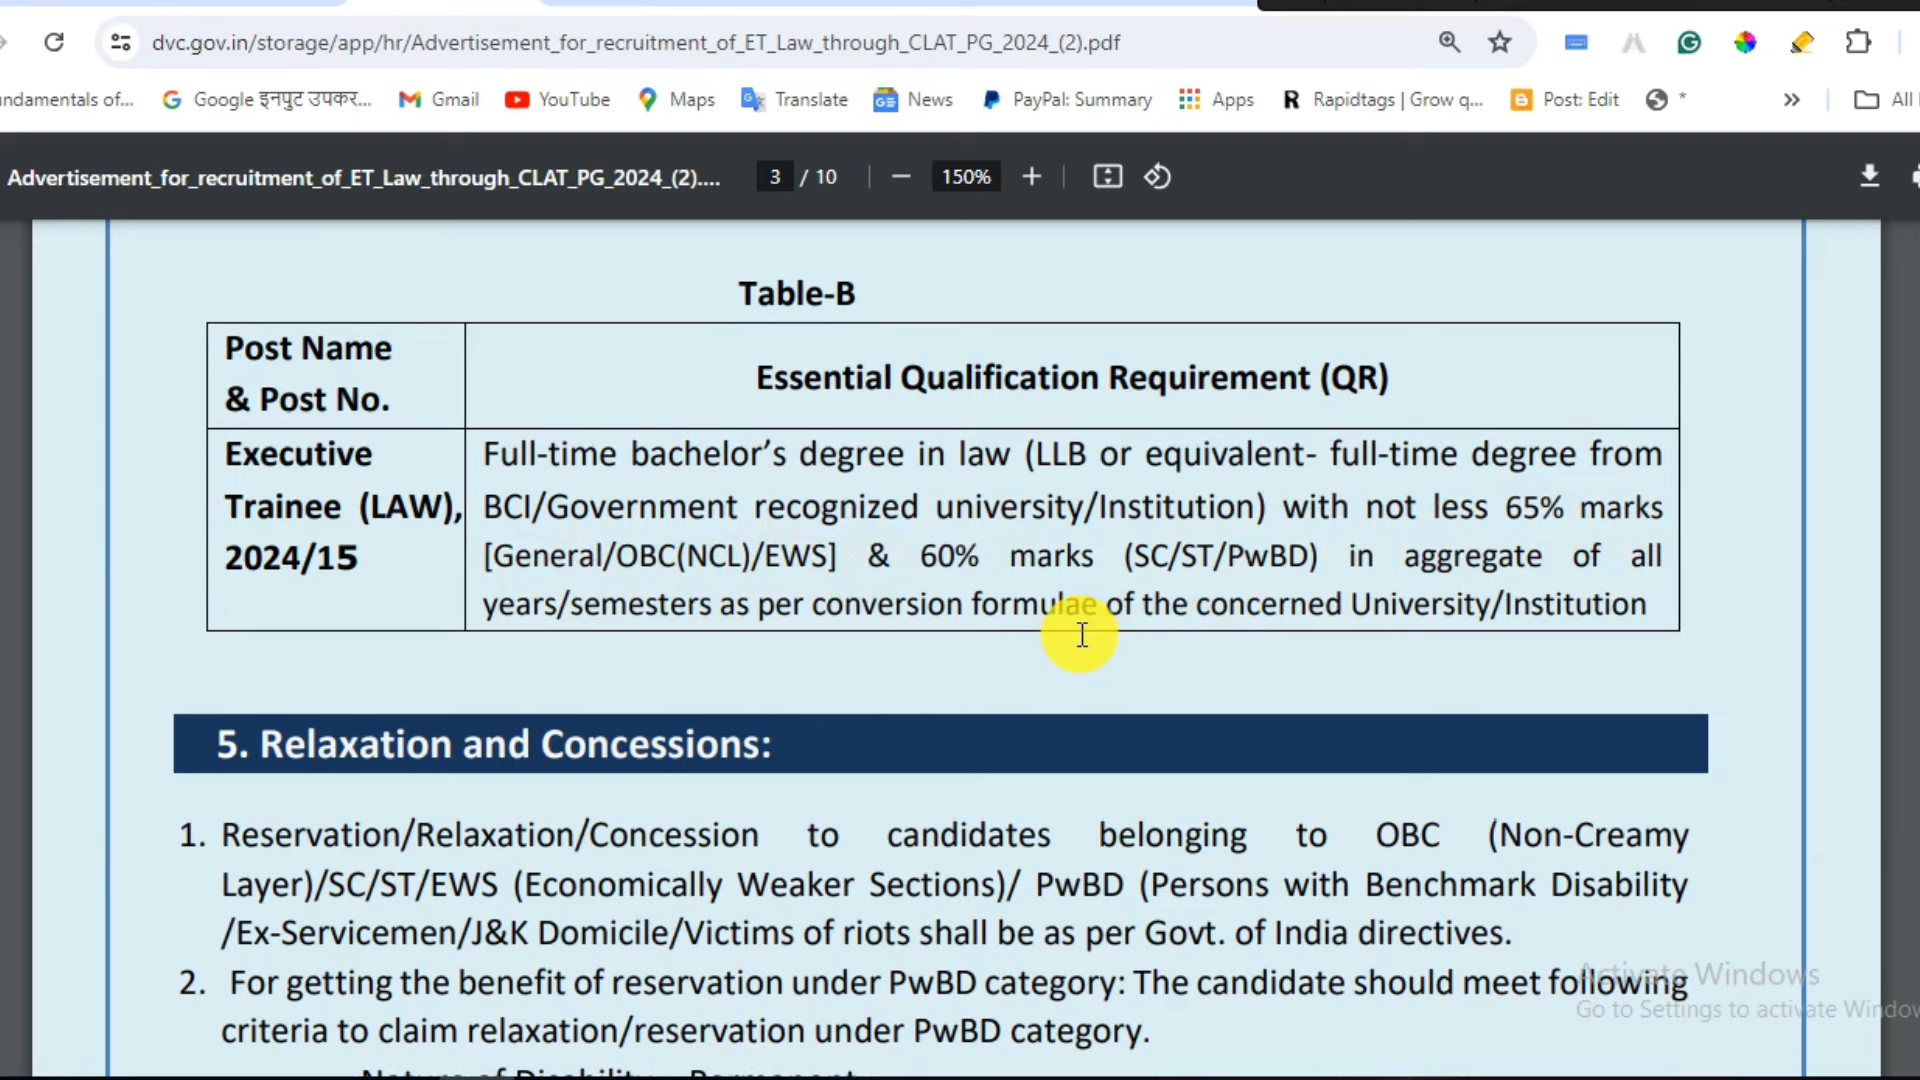 dvc.gov.in/storage/app/hr/Advertisement_for_recruitment_of_ET_Law_through_CLAT_PG_2024_(2).pdf
ndamentals of... Google इनपुट उपकर... Gmail YouTube Maps Translate News PayPal: Summary Apps Rapidtags | Grow q... Post: Edit * » All
Advertisement_for_recruitment_of_ET_Law_through_CLAT_PG_2024_(2).... 3 / 10 − 150% +
Table-B
Post Name
& Post No.
Essential Qualification Requirement (QR)
Executive
Trainee (LAW),
2024/15
Full-time bachelor’s degree in law (LLB or equivalent- full-time degree from
BCI/Government recognized university/Institution) with not less 65% marks
[General/OBC(NCL)/EWS] & 60% marks (SC/ST/PwBD) in aggregate of all
years/semesters as per conversion formulae of the concerned University/Institution
5. Relaxation and Concessions:
1. Reservation/Relaxation/Concession to candidates belonging to OBC (Non-Creamy
Layer)/SC/ST/EWS (Economically Weaker Sections)/ PwBD (Persons with Benchmark Disability
/Ex-Servicemen/J&K Domicile/Victims of riots shall be as per Govt. of India directives.
2. For getting the benefit of reservation under PwBD category: The candidate should meet following
criteria to claim relaxation/reservation under PwBD category.
Activate Windows
Go to Settings to activate Windo